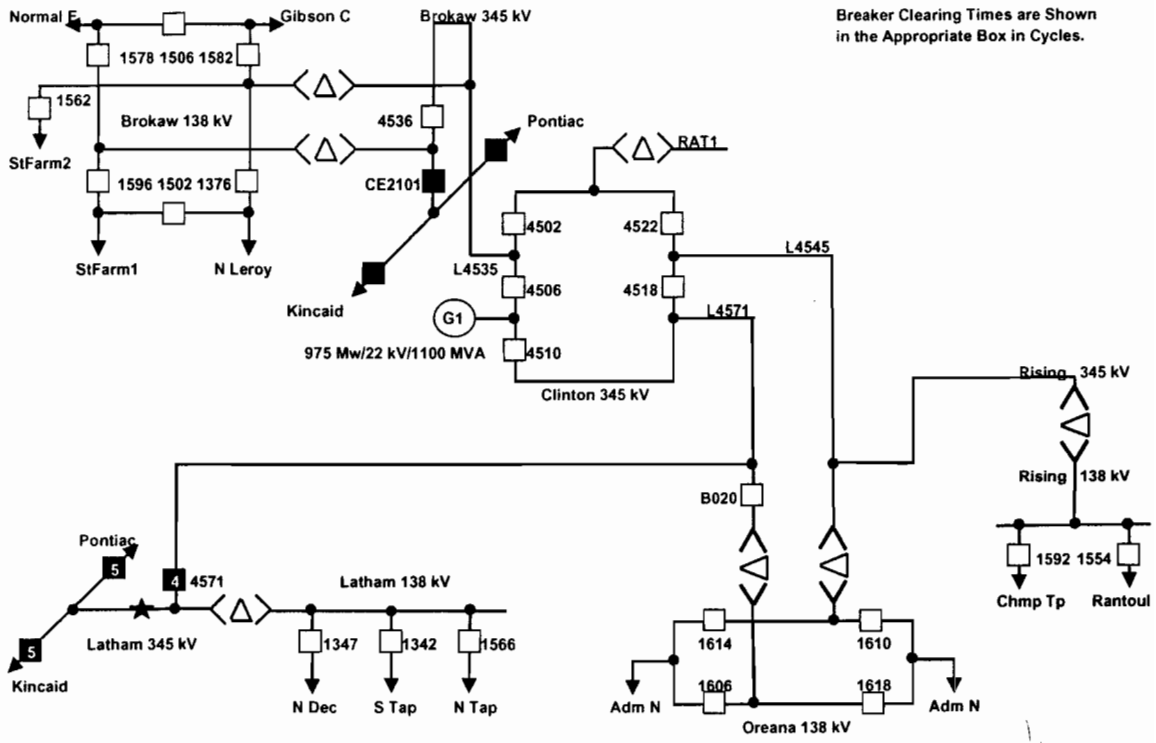 Normal E
Gibson C
Brokaw 345 kV
Breaker Clearing Times are Shown
in the Appropriate Box in Cycles.
1578 1506 1582
1562
Brokaw 138 kV
4536
Pontiac
StFarm2
RAT1
1596 1502 1376
CE2101
4502
4522
StFarm1
N Leroy
L4535
L4545
4506
4518
Kincaid
G1
L4571
975 Mw/22 kV/1100 MVA
4510
Clinton 345 kV
Rising 345 kV
Rising 138 kV
B020
Pontiac
5
4
4571
Latham 138 kV
1592 1554
Chmp Tp
Rantoul
Latham 345 kV
5
1347
1342
1566
1614
1610
Kincaid
1606
1618
N Dec
S Tap
N Tap
Adm N
Adm N
Oreana 138 kV